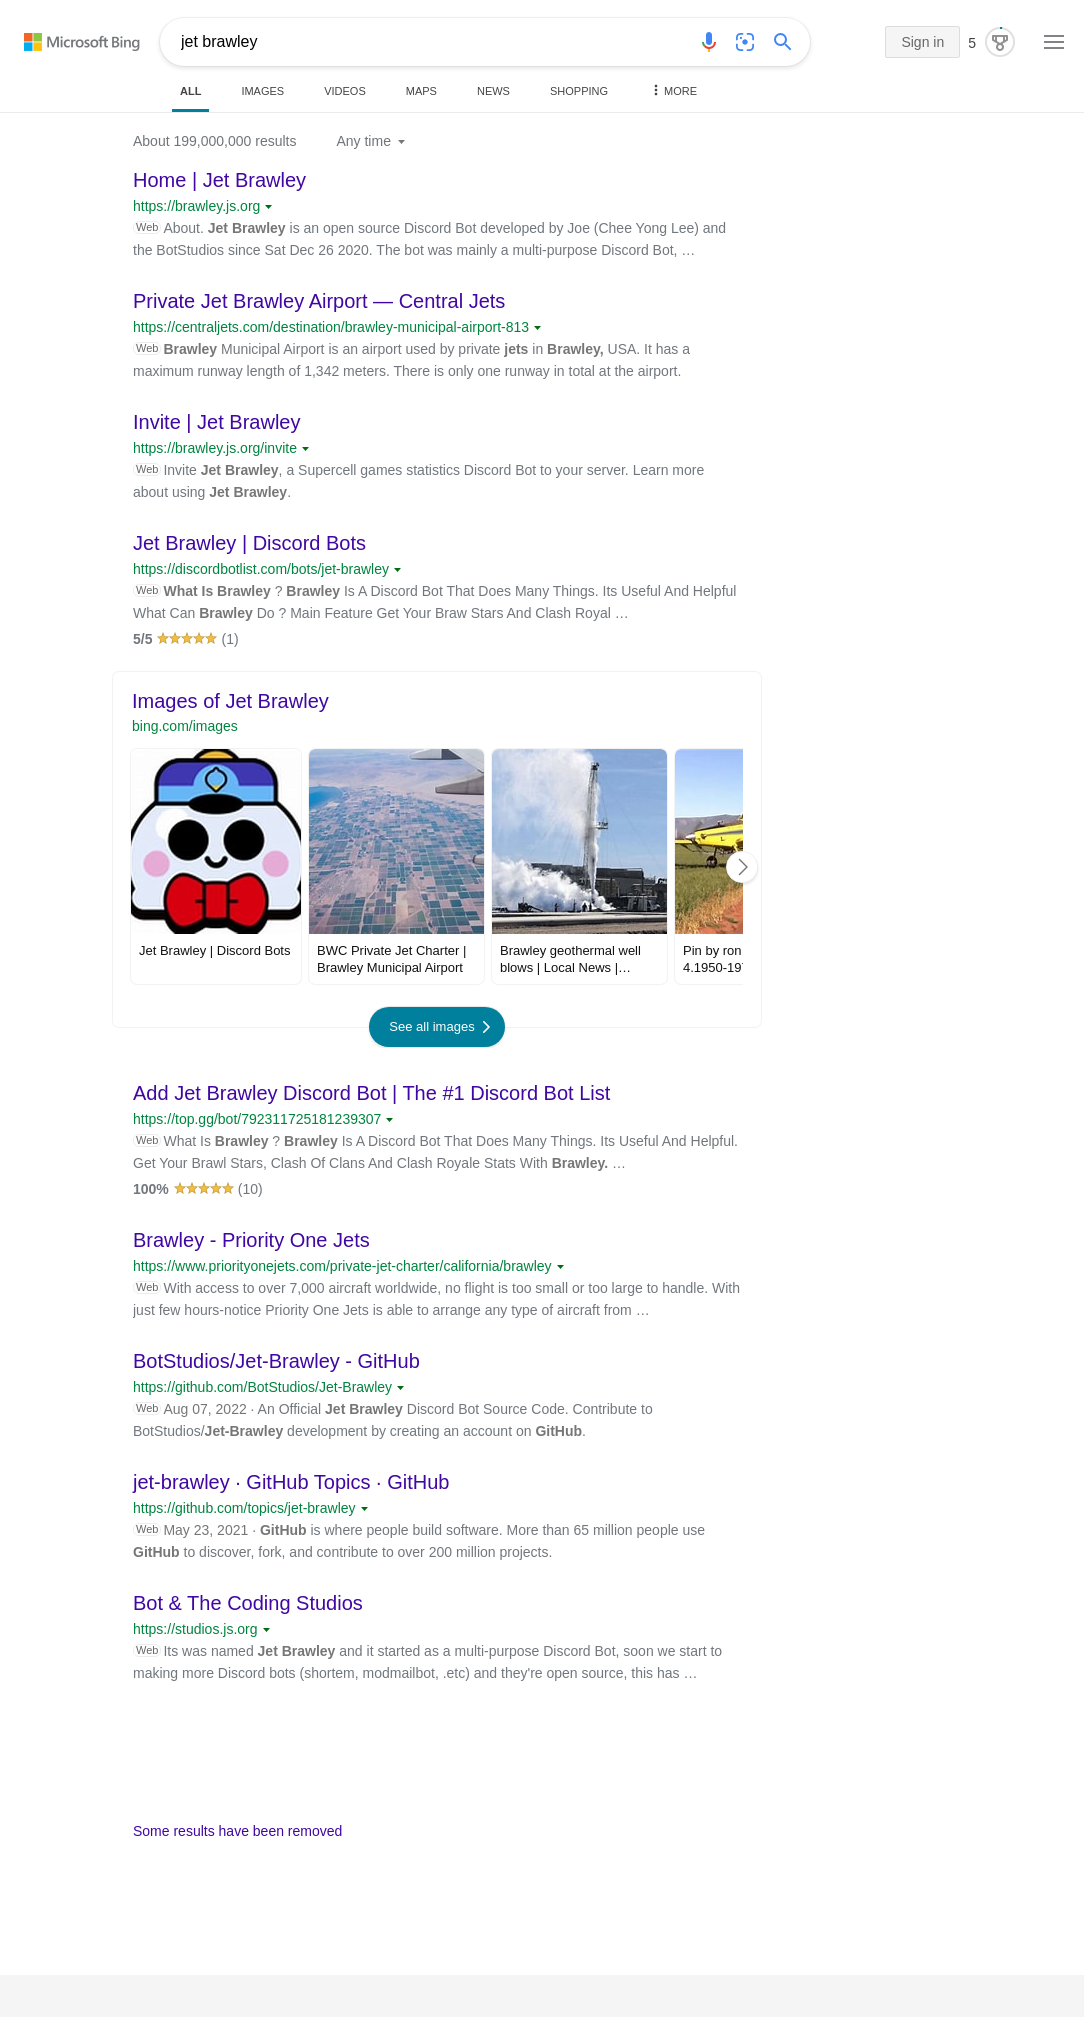 Microsoft Bing
jet brawley
Sign in
5
ALL
IMAGES
VIDEOS
MAPS
NEWS
SHOPPING
MORE
About 199,000,000 results
Any time
Home | Jet Brawley
https://brawley.js.org
Web About. Jet Brawley is an open source Discord Bot developed by Joe (Chee Yong Lee) and
the BotStudios since Sat Dec 26 2020. The bot was mainly a multi-purpose Discord Bot, …
Private Jet Brawley Airport — Central Jets
https://centraljets.com/destination/brawley-municipal-airport-813
Web Brawley Municipal Airport is an airport used by private jets in Brawley, USA. It has a
maximum runway length of 1,342 meters. There is only one runway in total at the airport.
Invite | Jet Brawley
https://brawley.js.org/invite
Web Invite Jet Brawley, a Supercell games statistics Discord Bot to your server. Learn more
about using Jet Brawley.
Jet Brawley | Discord Bots
https://discordbotlist.com/bots/jet-brawley
Web What Is Brawley ? Brawley Is A Discord Bot That Does Many Things. Its Useful And Helpful
What Can Brawley Do ? Main Feature Get Your Braw Stars And Clash Royal …
5/5 (1)
Images of Jet Brawley
bing.com/images
Jet Brawley | Discord Bots
BWC Private Jet Charter |
Brawley Municipal Airport
Brawley geothermal well
blows | Local News |…
Pin by ron
4.1950-197
See all images
Add Jet Brawley Discord Bot | The #1 Discord Bot List
https://top.gg/bot/792311725181239307
Web What Is Brawley ? Brawley Is A Discord Bot That Does Many Things. Its Useful And Helpful.
Get Your Brawl Stars, Clash Of Clans And Clash Royale Stats With Brawley. …
100% (10)
Brawley - Priority One Jets
https://www.priorityonejets.com/private-jet-charter/california/brawley
Web With access to over 7,000 aircraft worldwide, no flight is too small or too large to handle. With
just few hours-notice Priority One Jets is able to arrange any type of aircraft from …
BotStudios/Jet-Brawley - GitHub
https://github.com/BotStudios/Jet-Brawley
Web Aug 07, 2022 · An Official Jet Brawley Discord Bot Source Code. Contribute to
BotStudios/Jet-Brawley development by creating an account on GitHub.
jet-brawley · GitHub Topics · GitHub
https://github.com/topics/jet-brawley
Web May 23, 2021 · GitHub is where people build software. More than 65 million people use
GitHub to discover, fork, and contribute to over 200 million projects.
Bot & The Coding Studios
https://studios.js.org
Web Its was named Jet Brawley and it started as a multi-purpose Discord Bot, soon we start to
making more Discord bots (shortem, modmailbot, .etc) and they're open source, this has …
Some results have been removed